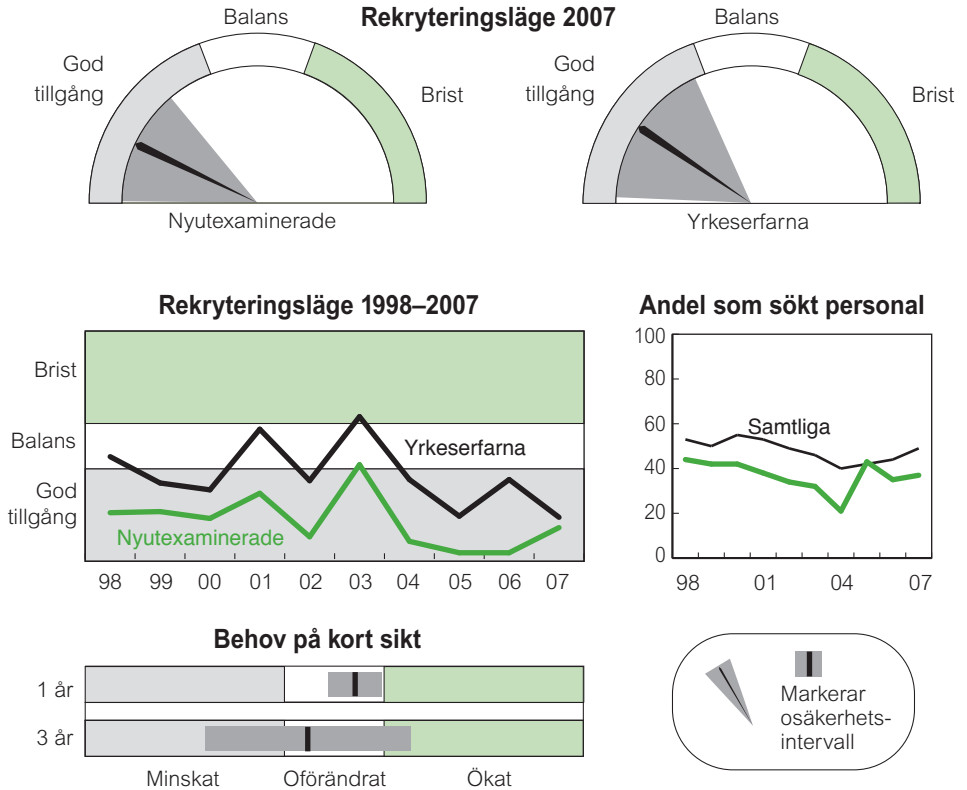 Rekryteringsläge 2007
Balans
God
tillgång
Brist
Nyutexaminerade
Balans
God
tillgång
Brist
Yrkeserfarna
Rekryteringsläge 1998–2007
Brist
Balans
God
tillgång
Yrkeserfarna
Nyutexaminerade
98 99 00 01 02 03 04 05 06 07
Andel som sökt personal
100
80
60
40
20
0
Samtliga
98 01 04 07
Behov på kort sikt
1 år
3 år
Minskat Oförändrat Ökat
Markerar
osäkerhets-
intervall